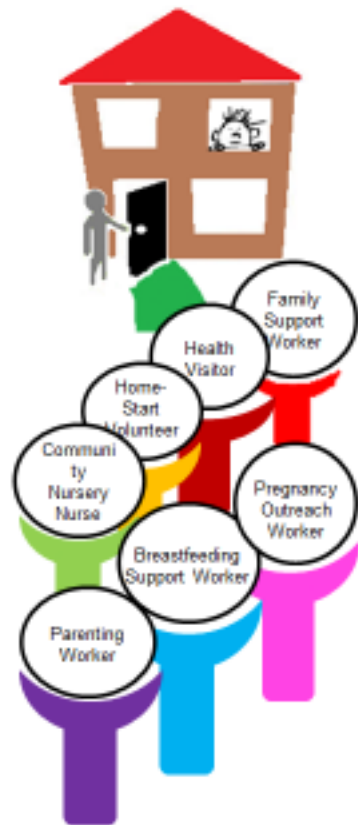 Family
Support
Worker
Health
Visitor
Home-
Start
Volunteer
Communi
ty
Nursery
Nurse
Pregnancy
Outreach
Worker
Breastfeeding
Support Worker
Parenting
Worker